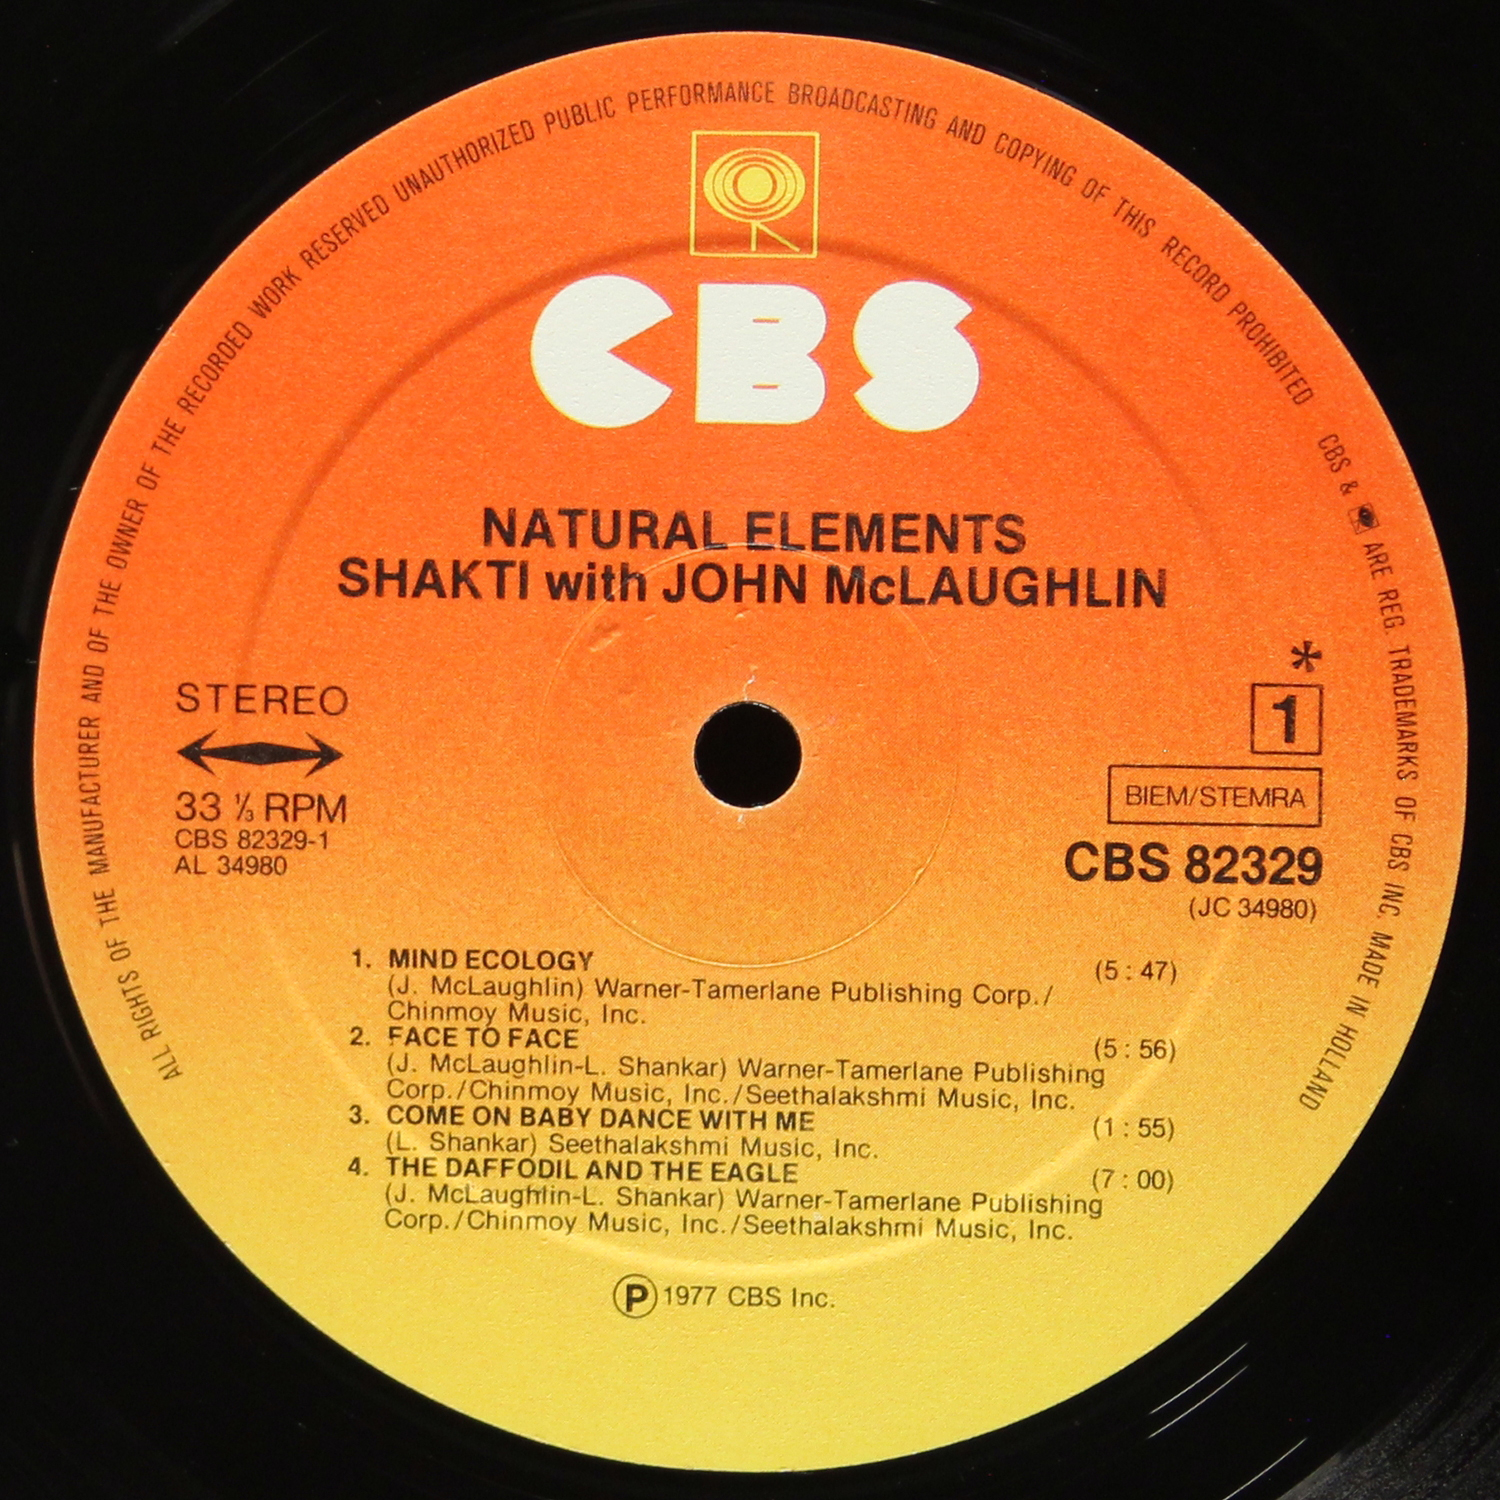 ALL RIGHTS OF THE MANUFACTURER AND OF THE OWNER OF THE RECORDED WORK RESERVED UNAUTHORIZED PUBLIC PERFORMANCE BROADCASTING AND COPYING OF THIS RECORD PROHIBITED CBS & ARE REG. TRADEMARKS OF CBS INC. MADE IN HOLLAND
CBS
NATURAL ELEMENTS
SHAKTI with JOHN McLAUGHLIN
STEREO
33 ⅓ RPM
CBS 82329-1
AL 34980
*
1
BIEM/STEMRA
CBS 82329
(JC 34980)
1. MIND ECOLOGY (5 : 47)
(J. McLaughlin) Warner-Tamerlane Publishing Corp./
Chinmoy Music, Inc.
2. FACE TO FACE (5 : 56)
(J. McLaughlin-L. Shankar) Warner-Tamerlane Publishing
Corp./Chinmoy Music, Inc./Seethalakshmi Music, Inc.
3. COME ON BABY DANCE WITH ME (1 : 55)
(L. Shankar) Seethalakshmi Music, Inc.
4. THE DAFFODIL AND THE EAGLE (7 : 00)
(J. McLaughlin-L. Shankar) Warner-Tamerlane Publishing
Corp./Chinmoy Music, Inc./Seethalakshmi Music, Inc.
Ⓟ 1977 CBS Inc.